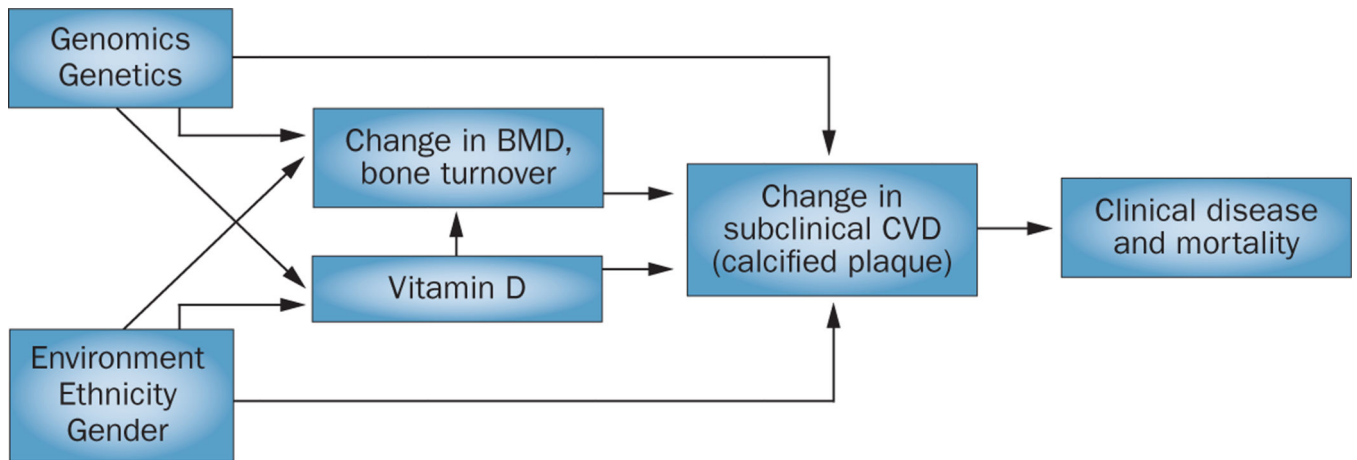 Genomics
Genetics
Change in BMD,
bone turnover
Vitamin D
Environment
Ethnicity
Gender
Change in
subclinical CVD
(calcified plaque)
Clinical disease
and mortality